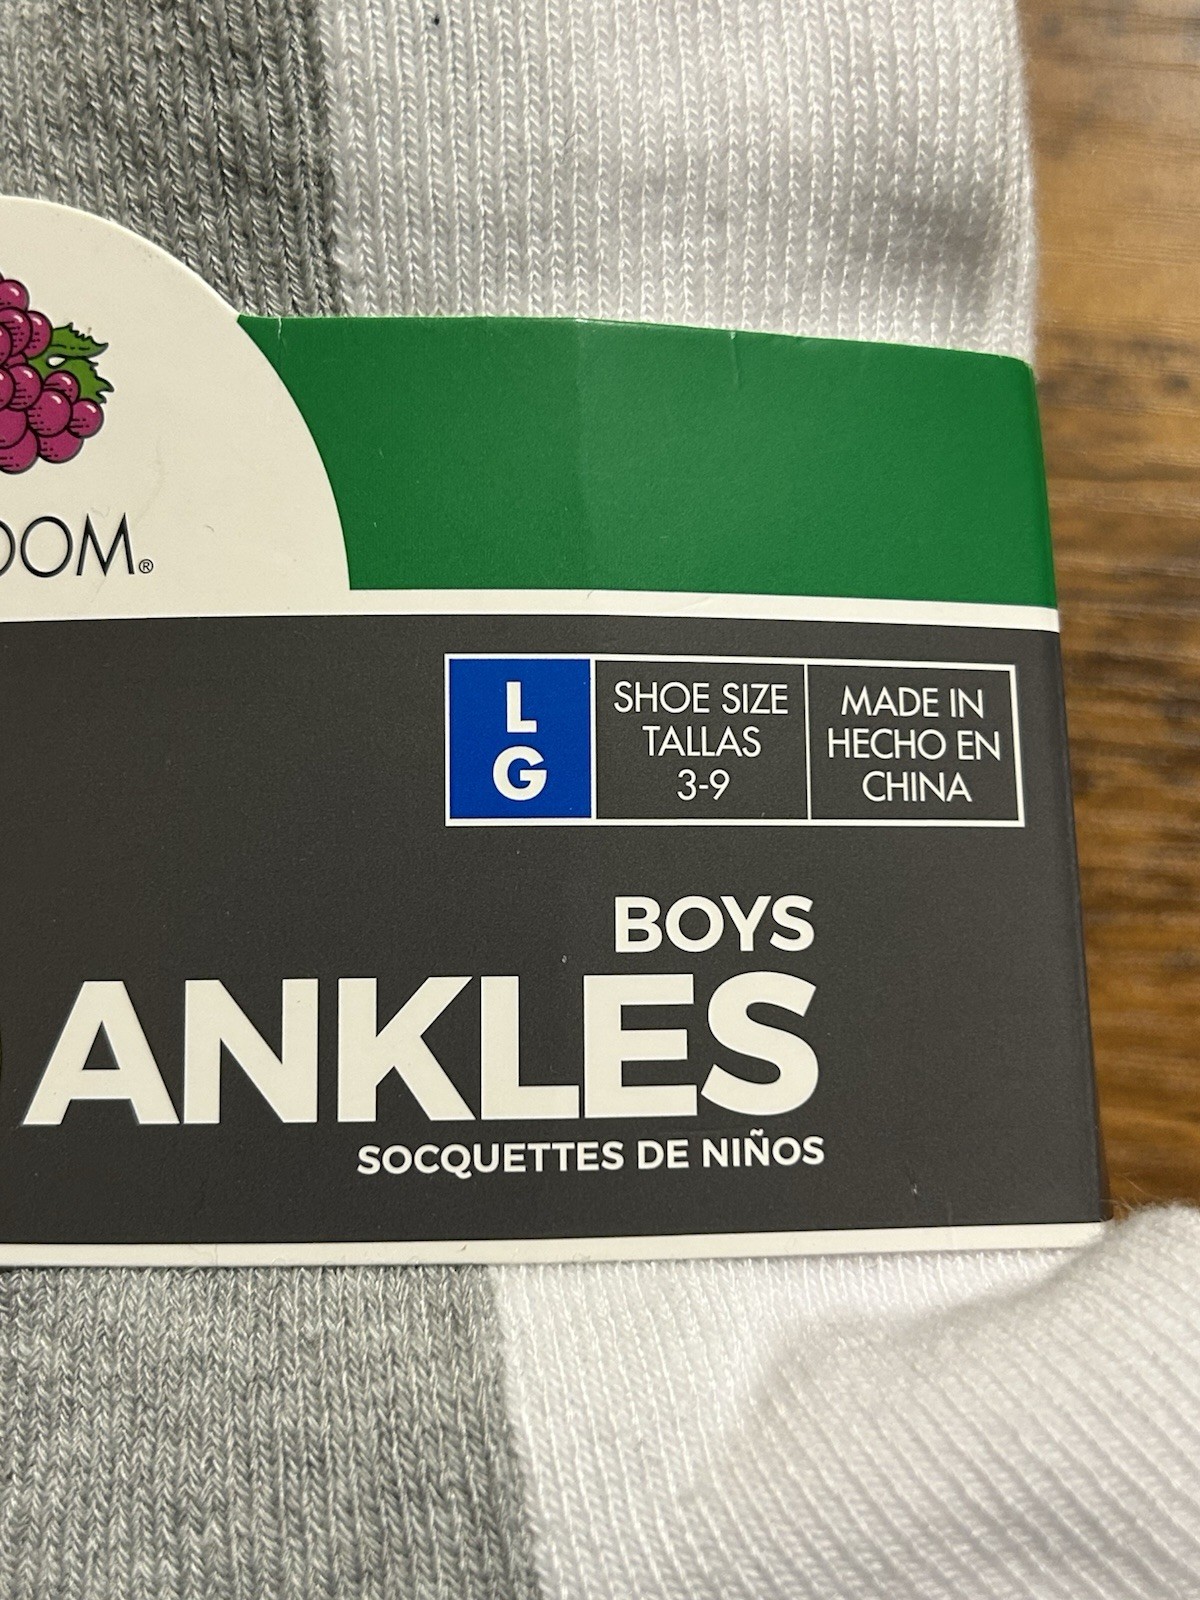 OOM®
L
G
SHOE SIZE
TALLAS
3-9
MADE IN
HECHO EN
CHINA
BOYS
ANKLES
SOCQUETTES DE NIÑOS